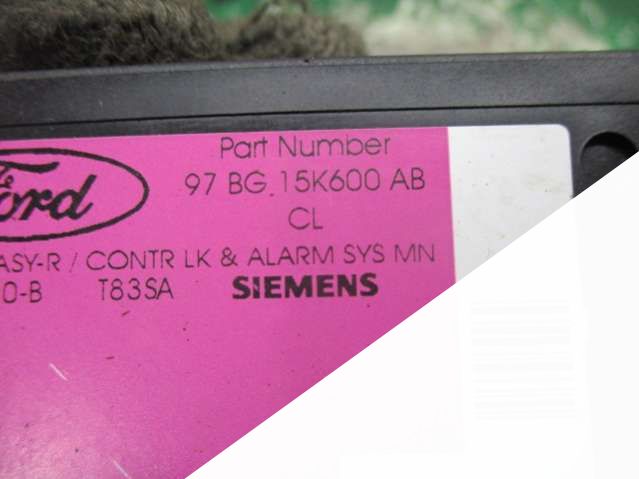 Part Number
Ford
97 BG 15K600 AB
CL
ASY-R / CONTR LK & ALARM SYS MN
0-B T83SA SIEMENS